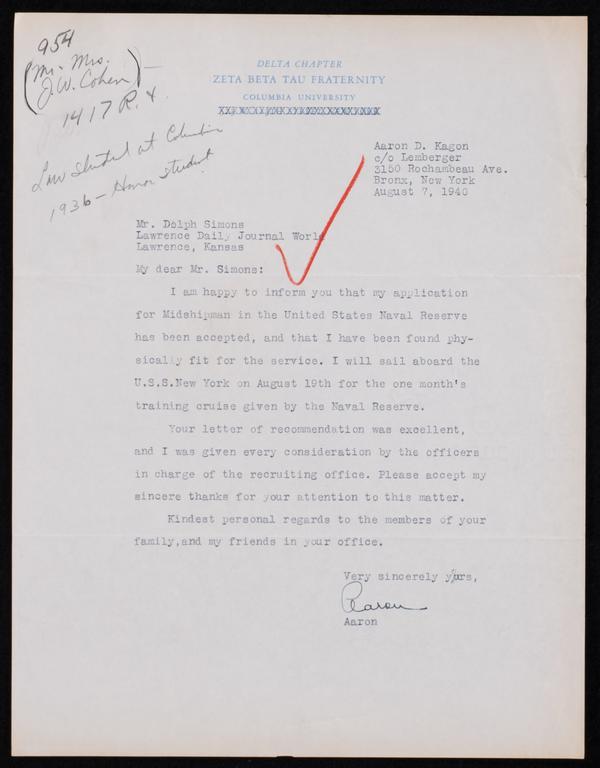 954
(Mr. Mrs.
J. W. Cohen)—
1417 R. I.
Law Student at Columbia
1936 — Honor student
DELTA CHAPTER
ZETA BETA TAU FRATERNITY
COLUMBIA UNIVERSITY
Aaron D. Kagon
c/o Lemberger
3150 Rochambeau Ave.
Bronx, New York
August 7, 1940
Mr. Dolph Simons
Lawrence Daily Journal World
Lawrence, Kansas
My dear Mr. Simons:
I am happy to inform you that my application
for Midshipman in the United States Naval Reserve
has been accepted, and that I have been found phy-
sically fit for the service. I will sail aboard the
U.S.S.New York on August 19th for the one month's
training cruise given by the Naval Reserve.
Your letter of recommendation was excellent,
and I was given every consideration by the officers
in charge of the recruiting office. Please accept my
sincere thanks for your attention to this matter.
Kindest personal regards to the members of your
family,and my friends in your office.
Very sincerely yours,
Aaron
Aaron